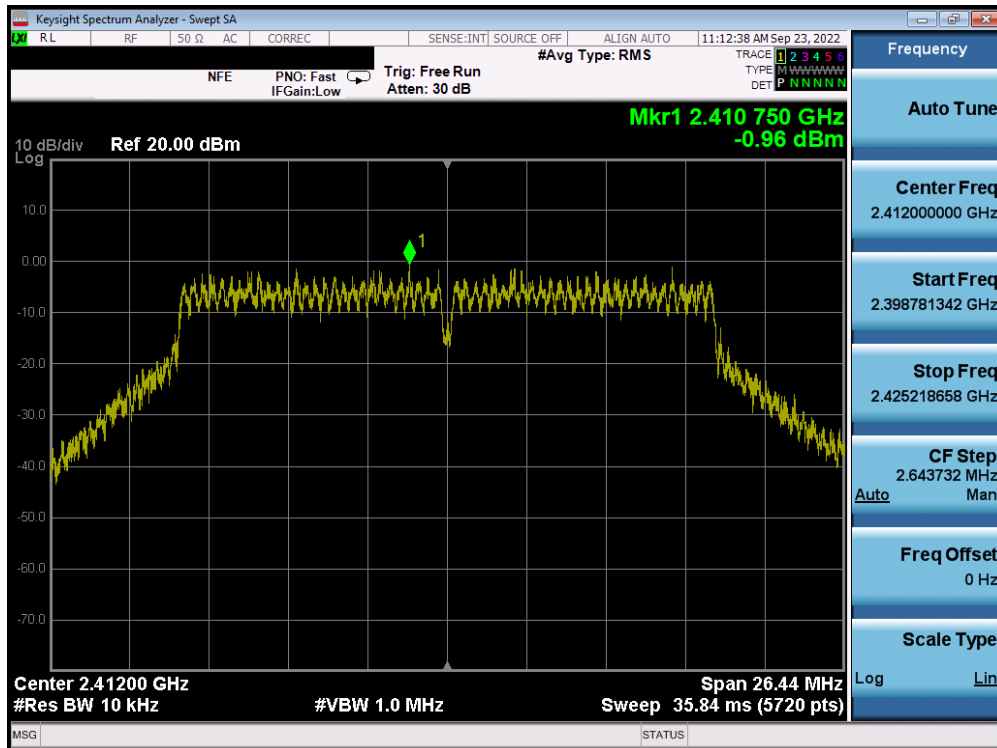 Keysight Spectrum Analyzer - Swept SA
LXI RL RF 50 Ω AC CORREC SENSE:INT SOURCE OFF ALIGN AUTO 11:12:38 AM Sep 23, 2022
#Avg Type: RMS
TRACE 1 2 3 4 5 6
NFE PNO: Fast Trig: Free Run TYPE M WWWWW
IFGain:Low Atten: 30 dB DET P N N N N N
Mkr1 2.410 750 GHz
-0.96 dBm
10 dB/div Ref 20.00 dBm
Log
10.0
1
0.00
-10.0
-20.0
-30.0
-40.0
-50.0
-60.0
-70.0
Center 2.41200 GHz Span 26.44 MHz
#Res BW 10 kHz #VBW 1.0 MHz Sweep 35.84 ms (5720 pts)
MSG STATUS
Frequency
Auto Tune
Center Freq
2.412000000 GHz
Start Freq
2.398781342 GHz
Stop Freq
2.425218658 GHz
CF Step
2.643732 MHz
Auto Man
Freq Offset
0 Hz
Scale Type
Log Lin